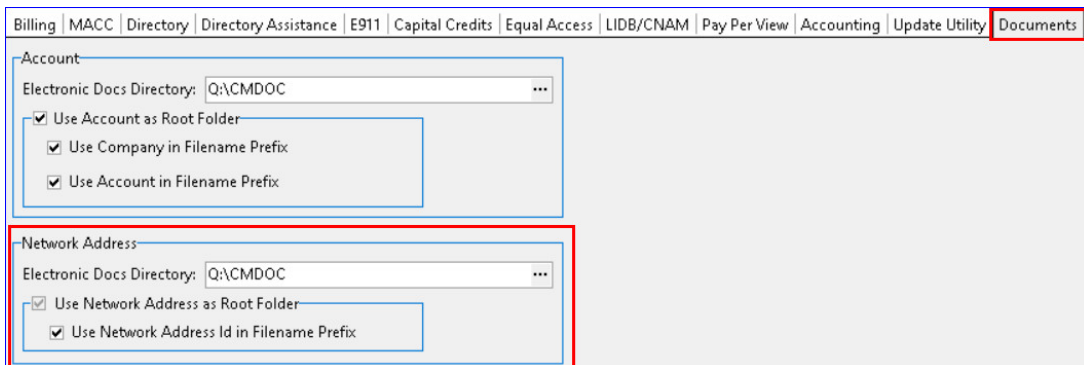 Billing | MACC | Directory | Directory Assistance | E911 | Capital Credits | Equal Access | LIDB/CNAM | Pay Per View | Accounting | Update Utility | Documents
Account
Electronic Docs Directory: Q:\CMDOC ...
Use Account as Root Folder
Use Company in Filename Prefix
Use Account in Filename Prefix
Network Address
Electronic Docs Directory: Q:\CMDOC ...
Use Network Address as Root Folder
Use Network Address Id in Filename Prefix